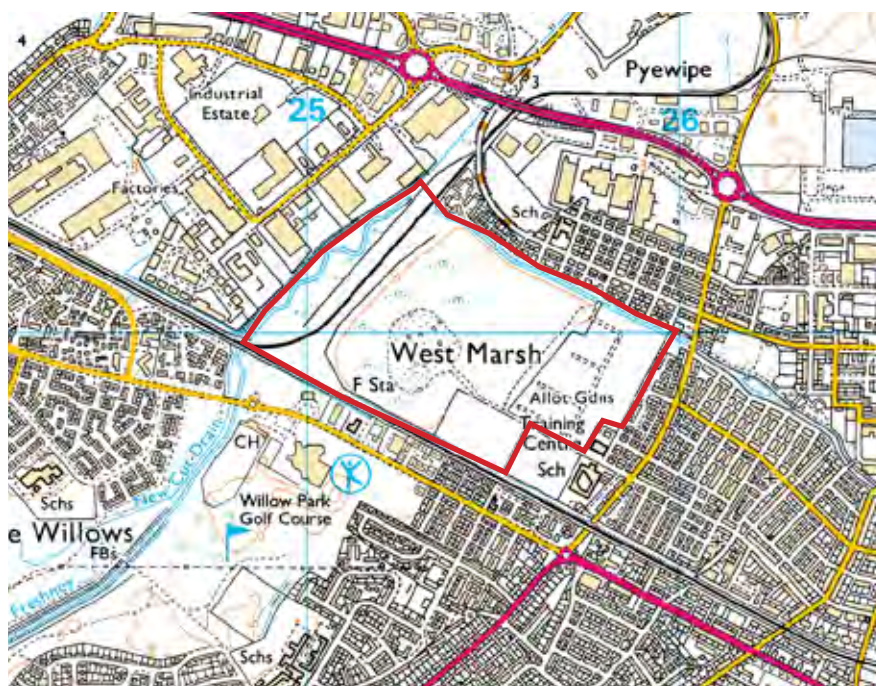 4
3
Pyewipe
Industrial
Estate
25
26
Factories
Sch
West Marsh
F Sta
Allot Gdns
Training
Centre
Sch
CH
New Cut Drain
Schs
Willow Park
Golf Course
e Willows
FBs
Freshney
Schs